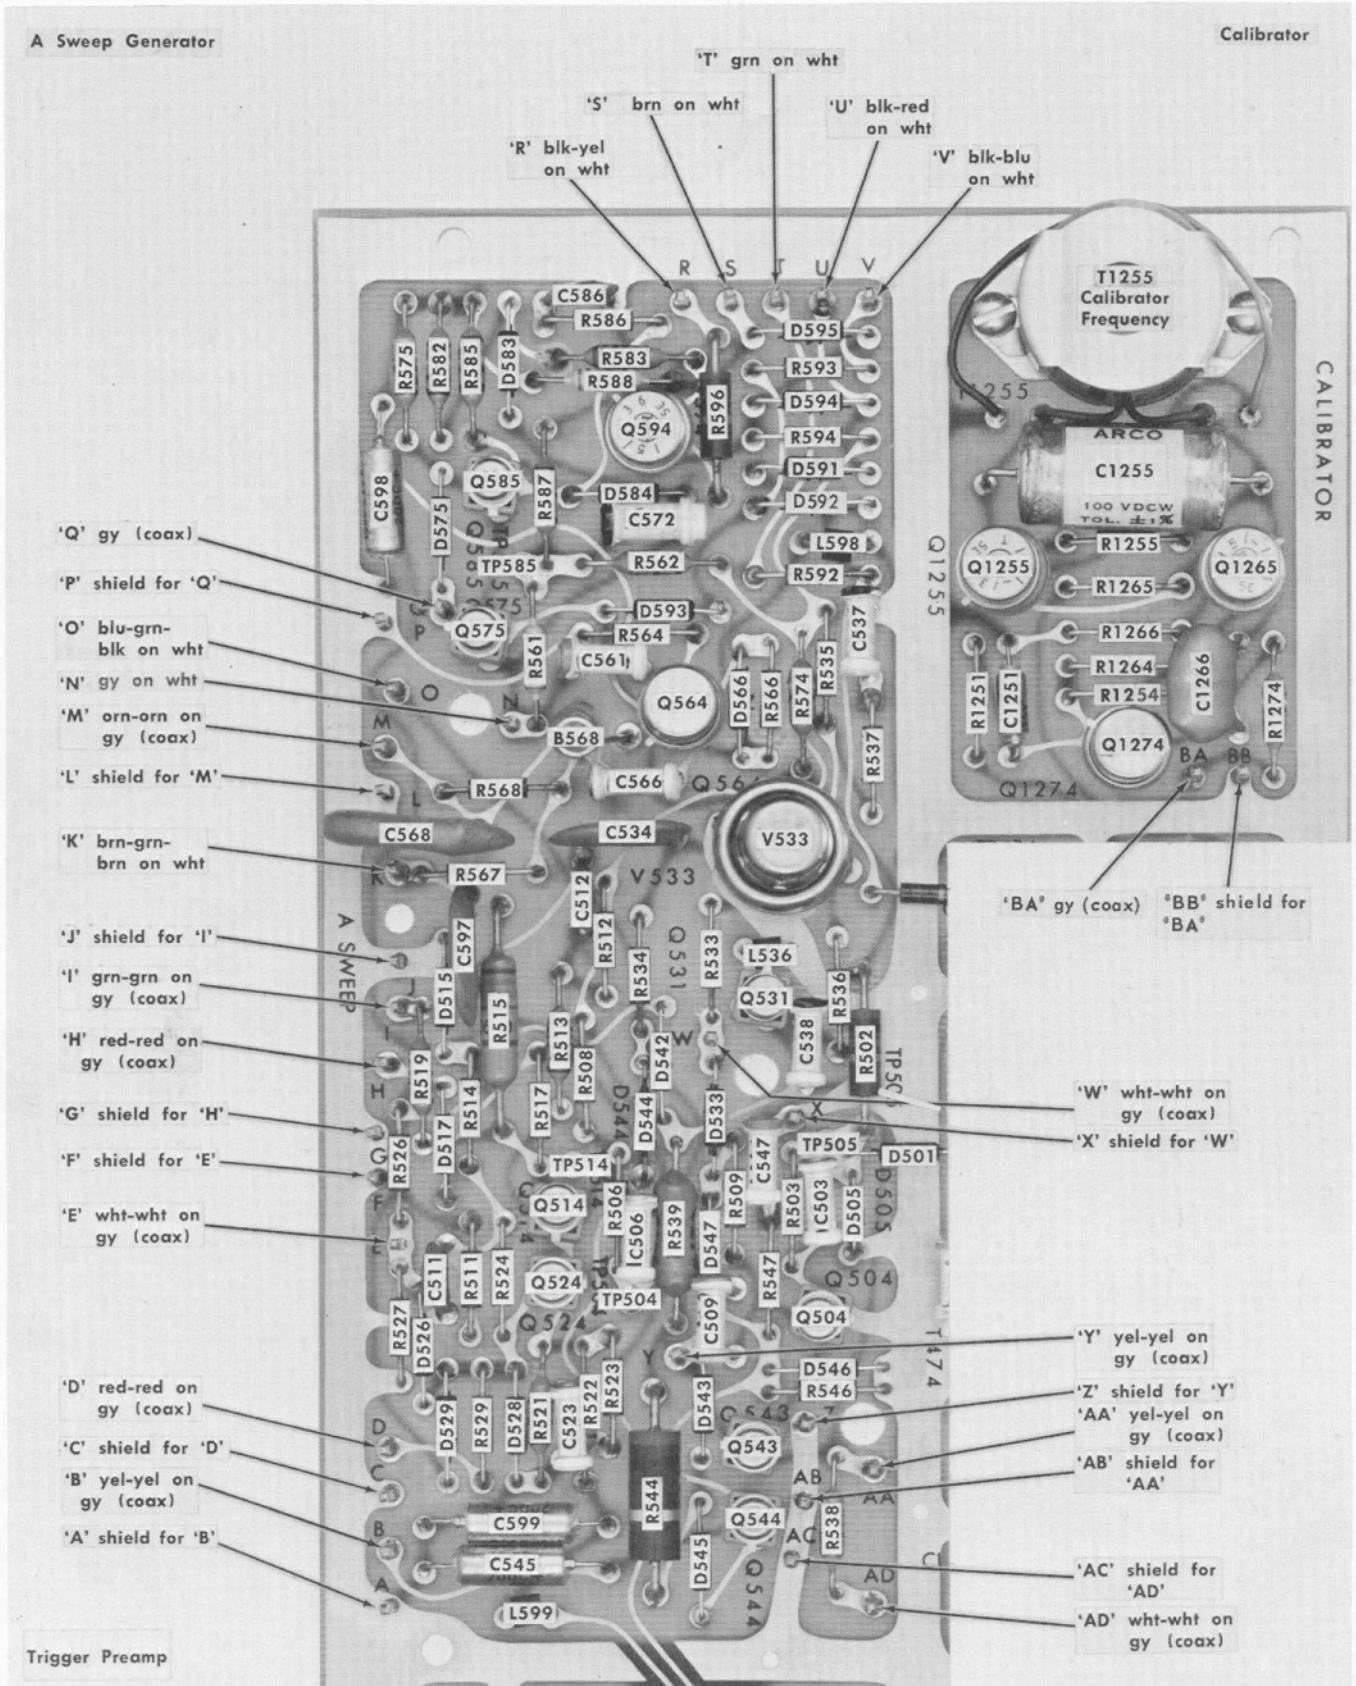 A Sweep Generator
Calibrator
'T' grn on wht
'S' brn on wht
'U' blk-red
on wht
'R' blk-yel
on wht
'V' blk-blu
on wht
R S T U V
T1255
Calibrator
Frequency
C586
R586
D595
R575
R582
R585
D583
R583
R588
R593
R596
D594
Q594
R594
T1255
CALIBRATOR
ARCO
C1255
100 VDCW
TOL. ±1%
C598
Q585
R587
D584
D591
D592
C572
D575
L598
TP585
R562
R592
Q1255
Q1255
R1255
R1265
Q1265
'Q' gy (coax)
'P' shield for 'Q'
'O' blu-grn-
blk on wht
'N' gy on wht
'M' orn-orn on
gy (coax)
'L' shield for 'M'
'K' brn-grn-
brn on wht
P
Q575
D593
R564
C561
R561
C537
R535
R1266
R1264
R1254
C1266
R1251
C1251
R1274
O
N
Q564
D566
R566
R574
M
B568
R537
Q1274
BA
BB
Q1274
L
R568
C566
Q564
C568
C534
V533
K
R567
V533
'BA' gy (coax)
'BB' shield for
'BA'
A SWEEP
C597
C512
R512
R534
Q531
R533
L536
R536
'J' shield for 'I'
'I' grn-grn on
gy (coax)
'H' red-red on
gy (coax)
'G' shield for 'H'
'F' shield for 'E'
'E' wht-wht on
gy (coax)
J
I
H
G
F
E
D515
R515
R513
R508
Q531
C538
R502
W
D542
R519
R514
R517
D544
D544
D533
X
'W' wht-wht on
gy (coax)
'X' shield for 'W'
R526
D517
TP514
TP505
D501
C547
R509
R503
C503
D505
D505
Q514
R506
C506
R539
D547
R547
C511
R511
R524
Q524
TP504
C509
Q504
Q504
Q524
R527
D526
Y
T474
'Y' yel-yel on
gy (coax)
'Z' shield for 'Y'
'AA' yel-yel on
gy (coax)
'AB' shield for
'AA'
D546
R546
'D' red-red on
gy (coax)
'C' shield for 'D'
'B' yel-yel on
gy (coax)
'A' shield for 'B'
D529
R529
D528
R521
C523
R522
R523
D543
Q543
Q543
D
C
B
A
AB
AA
R544
C599
Q544
AC
R538
C545
D545
Q544
AD
L599
'AC' shield for
'AD'
'AD' wht-wht on
gy (coax)
Trigger Preamp